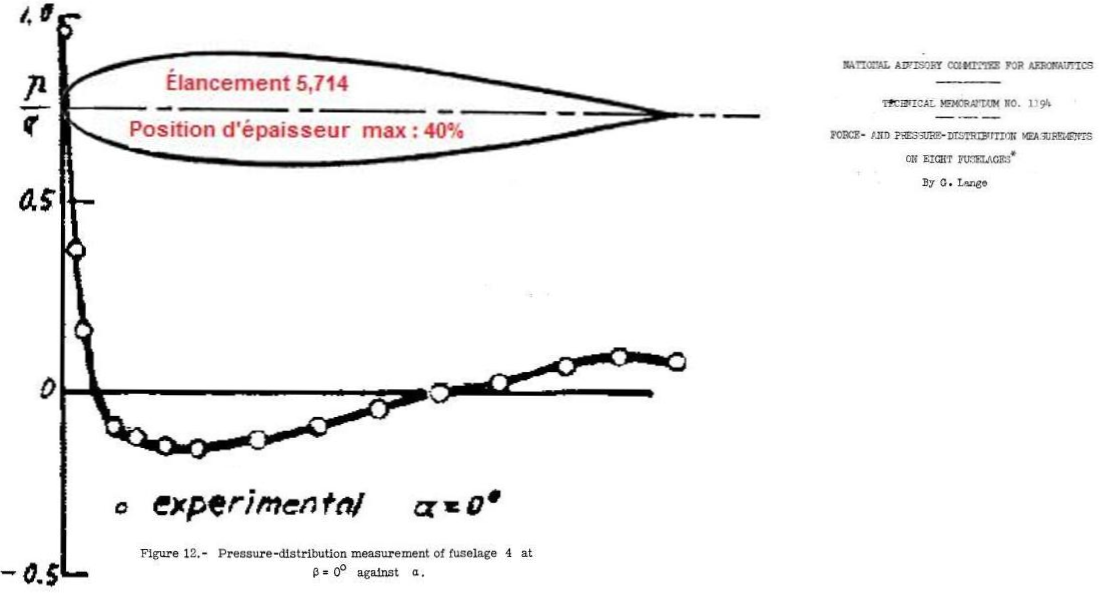 1.0
p/q
0.5
0
-0.5
Élancement 5,714
Position d'épaisseur max : 40%
o experimental α = 0°
Figure 12.- Pressure-distribution measurement of fuselage 4 at
β = 0° against α.
NATIONAL ADVISORY COMMITTEE FOR AERONAUTICS
TECHNICAL MEMORANDUM NO. 1194
FORCE- AND PRESSURE-DISTRIBUTION MEASUREMENTS
ON EIGHT FUSELAGES*
By G. Lange